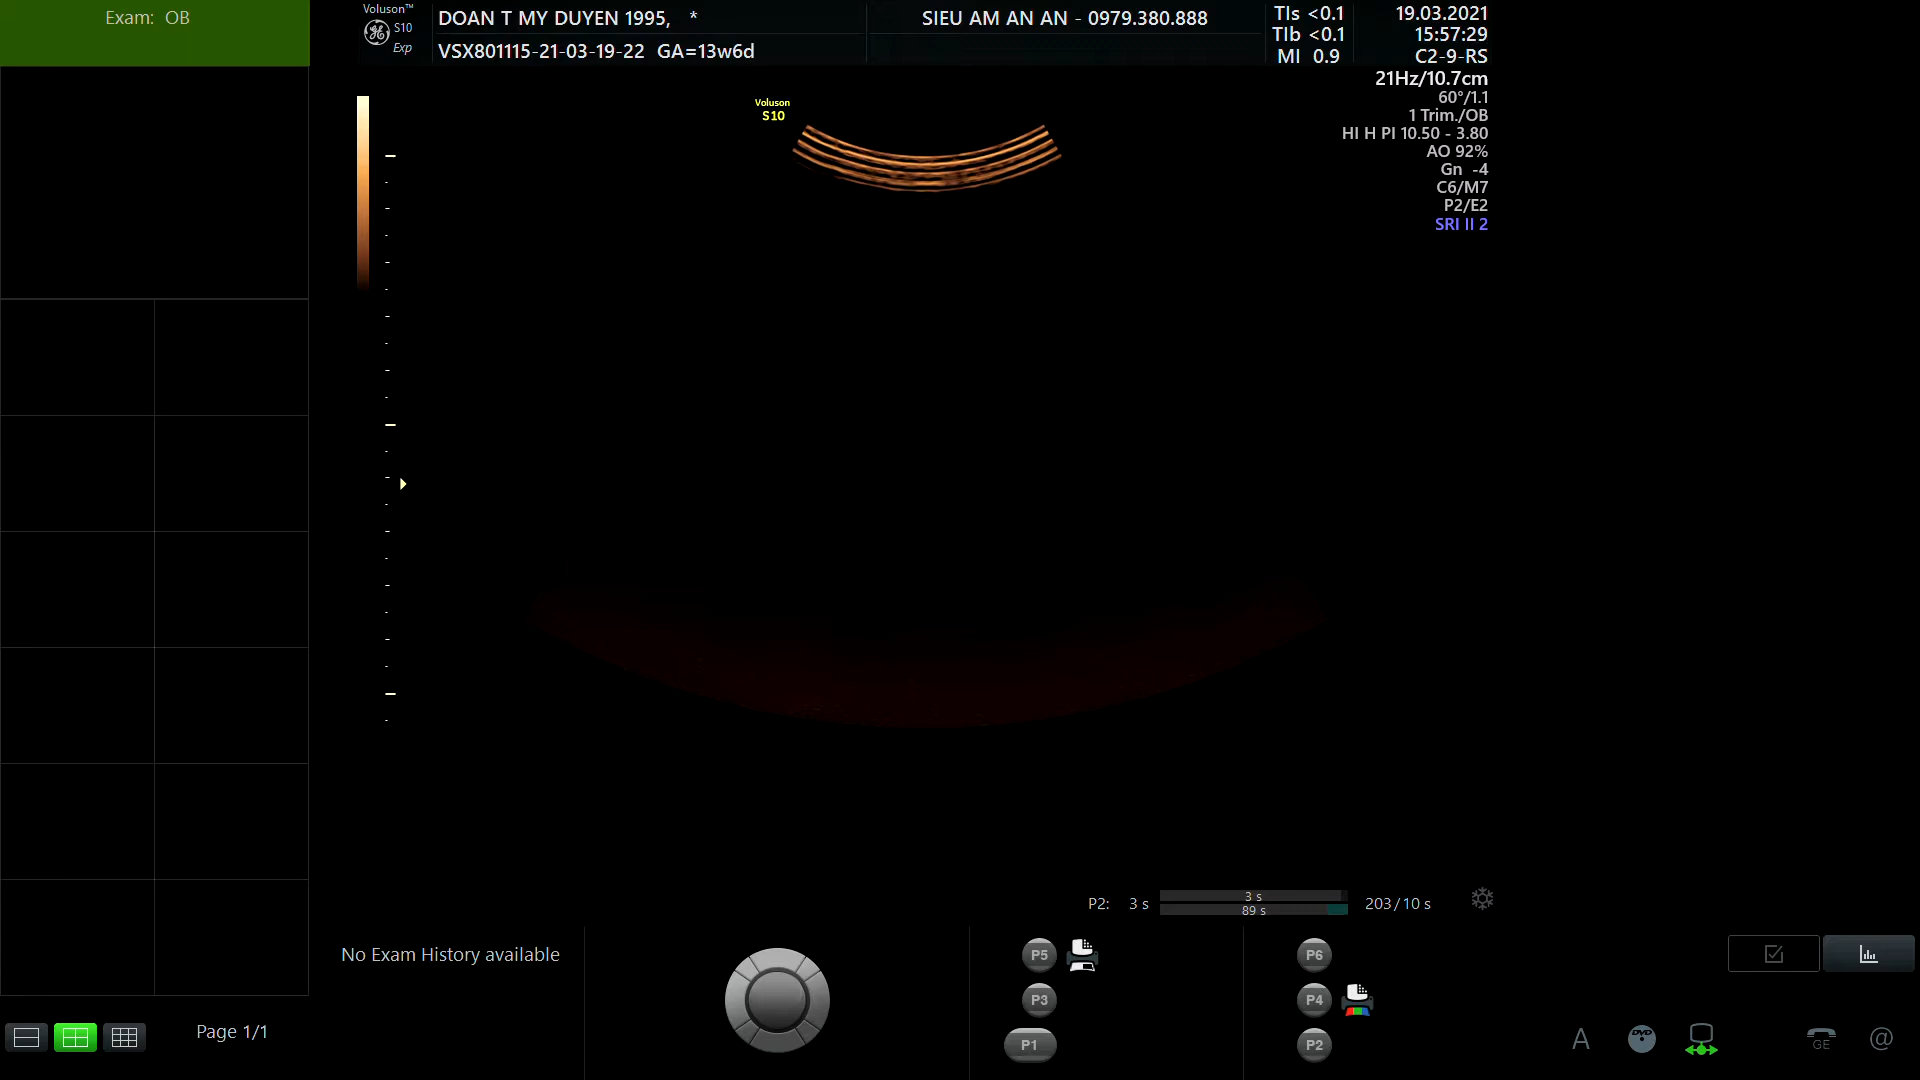 Exam: OB
Voluson™
S10
Exp
DOAN T MY DUYEN 1995, *
VSX801115-21-03-19-22 GA=13w6d
SIEU AM AN AN - 0979.380.888
TIs <0.1
TIb <0.1
MI 0.9
19.03.2021
15:57:29
C2-9-RS
21Hz/10.7cm
60°/1.1
1 Trim./OB
HI H PI 10.50 - 3.80
AO 92%
Gn -4
C6/M7
P2/E2
SRI II 2
Voluson
S10
P2: 3 s
3 s
89 s
203/10 s
No Exam History available
P5
P3
P1
P6
P4
P2
Page 1/1
A
DVD
GE
@